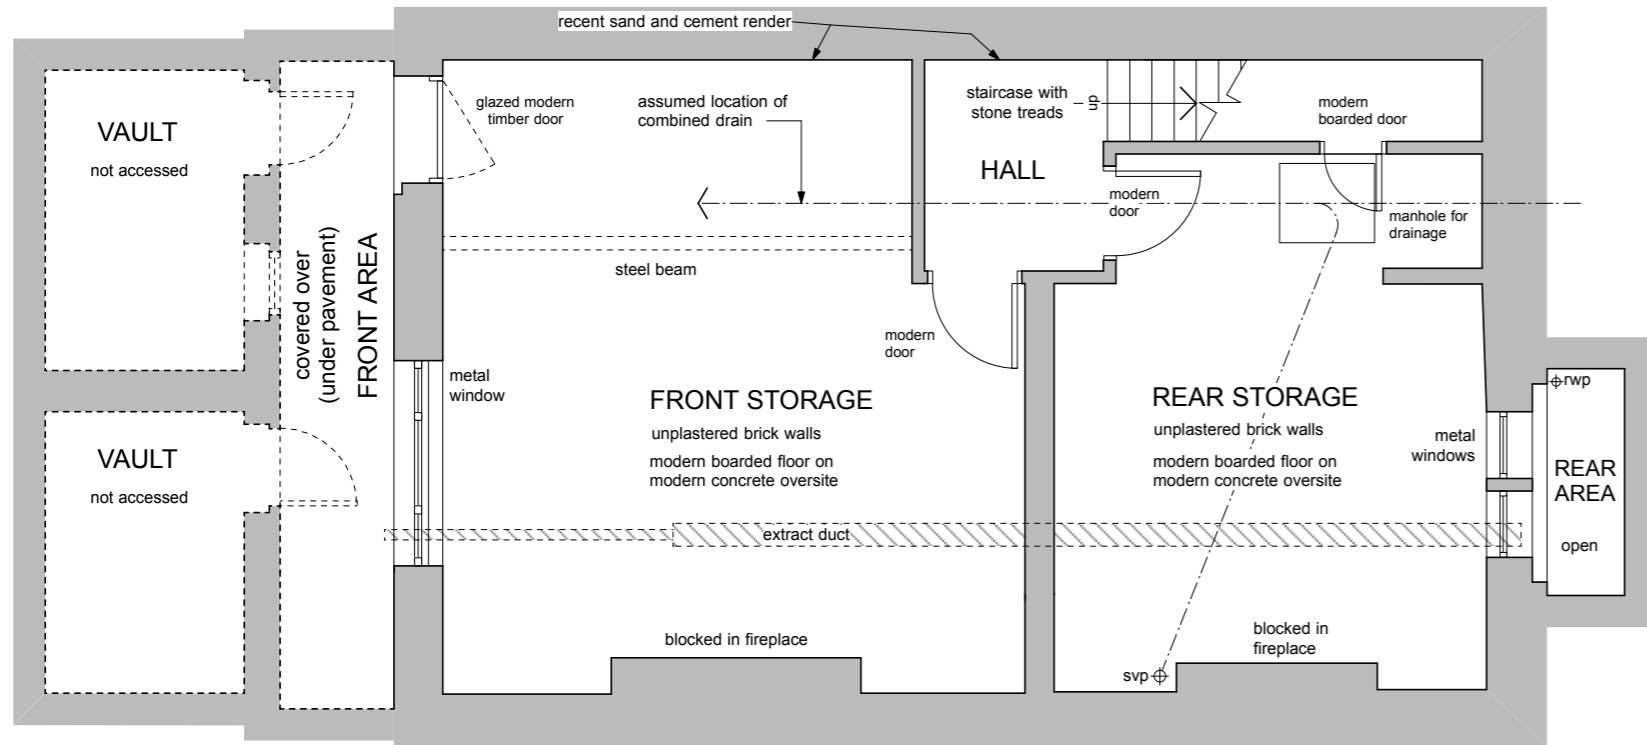 recent sand and cement render
VAULT
not accessed
glazed modern
timber door
assumed location of
combined drain
staircase with
stone treads
up
modern
boarded door
HALL
modern
door
manhole for
drainage
covered over
(under pavement)
FRONT AREA
steel beam
modern
door
metal
window
FRONT STORAGE
unplastered brick walls
modern boarded floor on
modern concrete oversite
REAR STORAGE
unplastered brick walls
modern boarded floor on
modern concrete oversite
metal
windows
rwp
REAR
AREA
open
VAULT
not accessed
extract duct
blocked in fireplace
blocked in
fireplace
svp